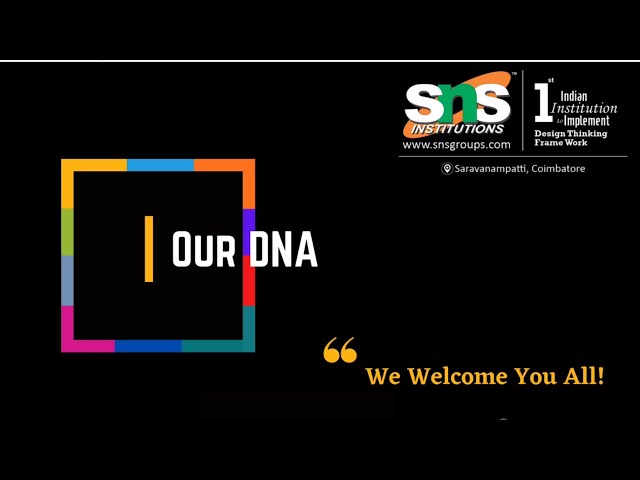 SNS
INSTITUTIONS
™
www.snsgroups.com
1st
Indian
Institution
to
Implement
Design Thinking
Frame Work
Saravanampatti, Coimbatore
Our DNA
“
We Welcome You All!